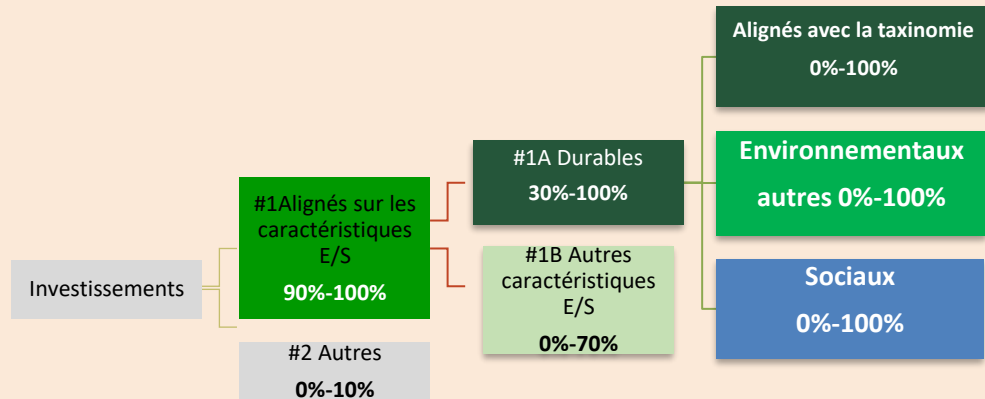 Investissements
#1Alignés sur les
caractéristiques
E/S
90%-100%
#2 Autres
0%-10%
#1A Durables
30%-100%
#1B Autres
caractéristiques
E/S
0%-70%
Alignés avec la taxinomie
0%-100%
Environnementaux
autres 0%-100%
Sociaux
0%-100%